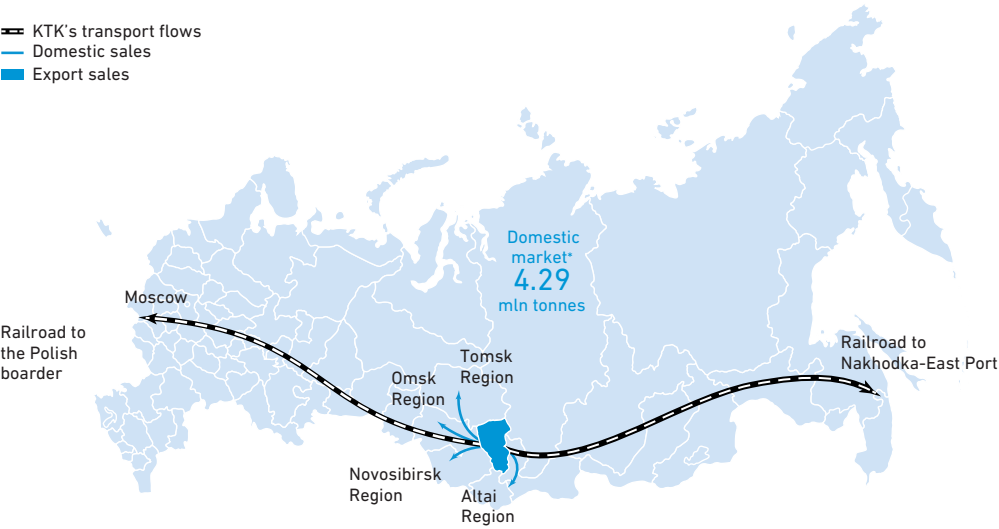 KTK's transport flows
Domestic sales
Export sales
Domestic
market*
4.29
mln tonnes
Moscow
Railroad to
the Polish
boarder
Railroad to
Nakhodka-East Port
Tomsk
Region
Omsk
Region
Novosibirsk
Region
Altai
Region